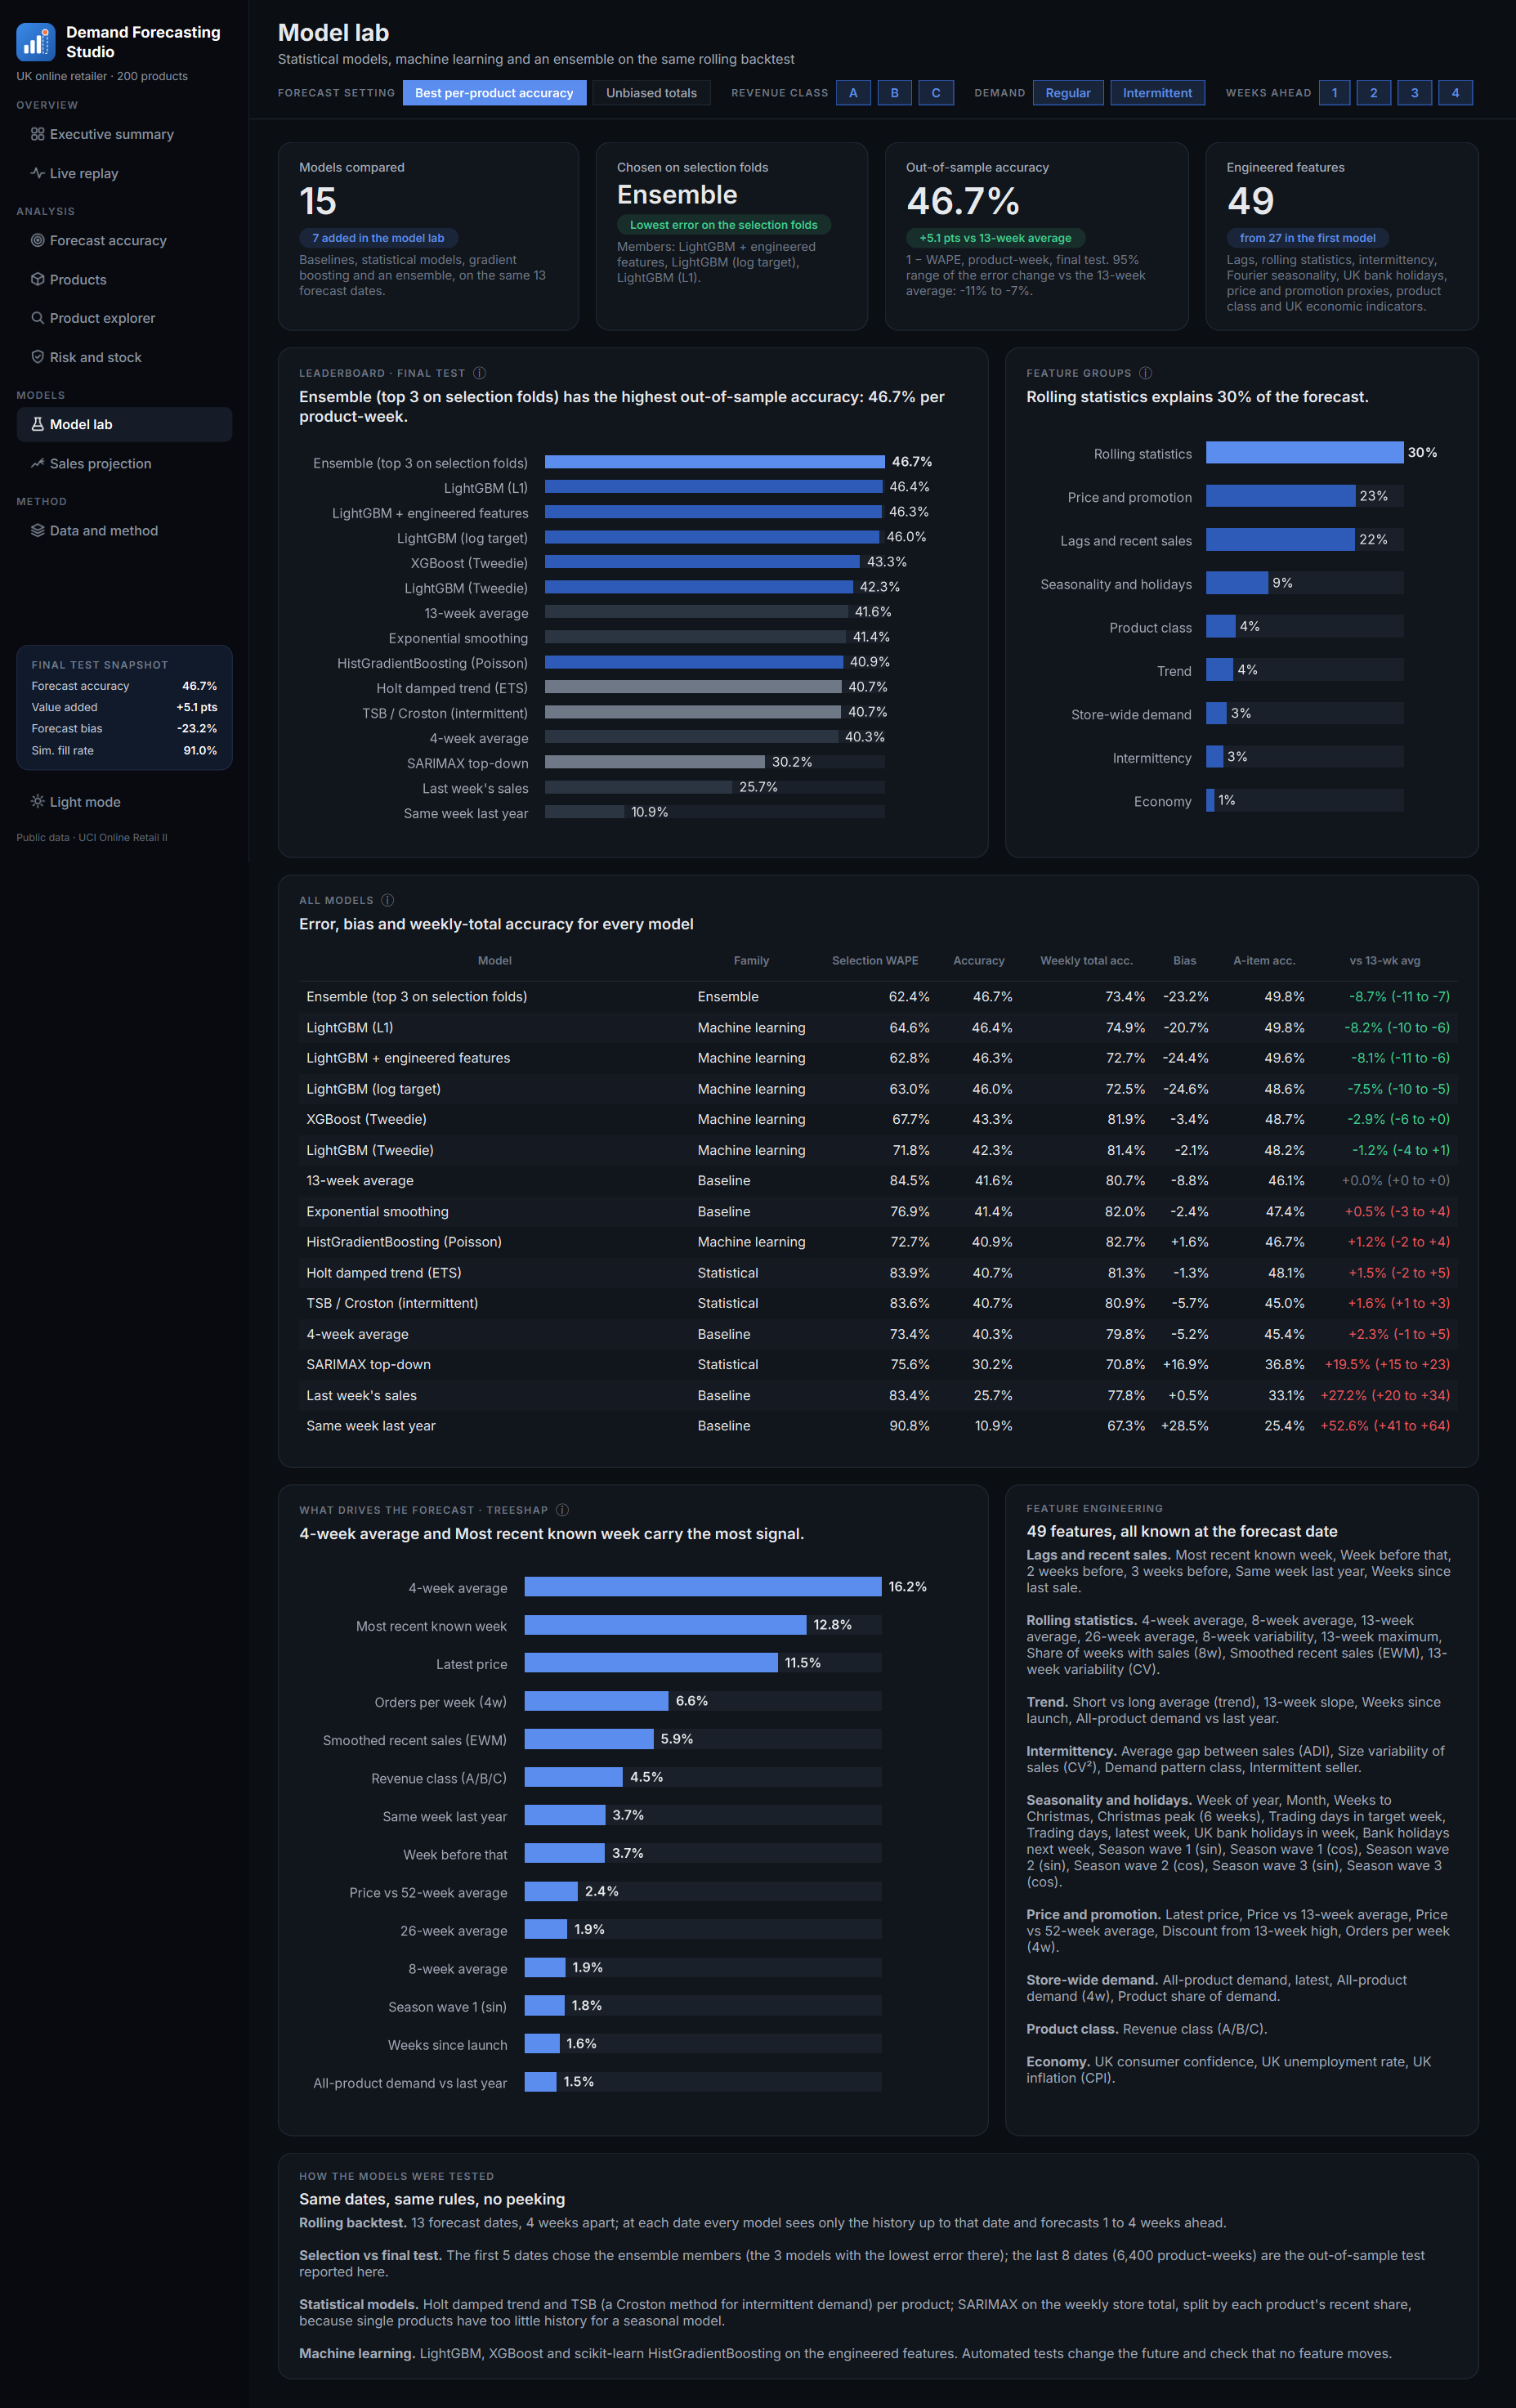 Demand Forecasting
Studio
UK online retailer · 200 products
OVERVIEW
Executive summary
Live replay
ANALYSIS
Forecast accuracy
Products
Product explorer
Risk and stock
MODELS
Model lab
Sales projection
METHOD
Data and method
FINAL TEST SNAPSHOT
Forecast accuracy 46.7%
Value added +5.1 pts
Forecast bias -23.2%
Sim. fill rate 91.0%
Light mode
Public data · UCI Online Retail II
Model lab
Statistical models, machine learning and an ensemble on the same rolling backtest
FORECAST SETTING Best per-product accuracy Unbiased totals REVENUE CLASS A B C DEMAND Regular Intermittent WEEKS AHEAD 1 2 3 4
Models compared
15
7 added in the model lab
Baselines, statistical models, gradient
boosting and an ensemble, on the same 13
forecast dates.
Chosen on selection folds
Ensemble
Lowest error on the selection folds
Members: LightGBM + engineered
features, LightGBM (log target),
LightGBM (L1).
Out-of-sample accuracy
46.7%
+5.1 pts vs 13-week average
1 − WAPE, product-week, final test. 95%
range of the error change vs the 13-week
average: -11% to -7%.
Engineered features
49
from 27 in the first model
Lags, rolling statistics, intermittency,
Fourier seasonality, UK bank holidays,
price and promotion proxies, product
class and UK economic indicators.
LEADERBOARD · FINAL TEST ⓘ
Ensemble (top 3 on selection folds) has the highest out-of-sample accuracy: 46.7% per
product-week.
Ensemble (top 3 on selection folds) 46.7%
LightGBM (L1) 46.4%
LightGBM + engineered features 46.3%
LightGBM (log target) 46.0%
XGBoost (Tweedie) 43.3%
LightGBM (Tweedie) 42.3%
13-week average 41.6%
Exponential smoothing 41.4%
HistGradientBoosting (Poisson) 40.9%
Holt damped trend (ETS) 40.7%
TSB / Croston (intermittent) 40.7%
4-week average 40.3%
SARIMAX top-down 30.2%
Last week's sales 25.7%
Same week last year 10.9%
FEATURE GROUPS ⓘ
Rolling statistics explains 30% of the forecast.
Rolling statistics 30%
Price and promotion 23%
Lags and recent sales 22%
Seasonality and holidays 9%
Product class 4%
Trend 4%
Store-wide demand 3%
Intermittency 3%
Economy 1%
ALL MODELS ⓘ
Error, bias and weekly-total accuracy for every model
Model Family Selection WAPE Accuracy Weekly total acc. Bias A-item acc. vs 13-wk avg
Ensemble (top 3 on selection folds) Ensemble 62.4% 46.7% 73.4% -23.2% 49.8% -8.7% (-11 to -7)
LightGBM (L1) Machine learning 64.6% 46.4% 74.9% -20.7% 49.8% -8.2% (-10 to -6)
LightGBM + engineered features Machine learning 62.8% 46.3% 72.7% -24.4% 49.6% -8.1% (-11 to -6)
LightGBM (log target) Machine learning 63.0% 46.0% 72.5% -24.6% 48.6% -7.5% (-10 to -5)
XGBoost (Tweedie) Machine learning 67.7% 43.3% 81.9% -3.4% 48.7% -2.9% (-6 to +0)
LightGBM (Tweedie) Machine learning 71.8% 42.3% 81.4% -2.1% 48.2% -1.2% (-4 to +1)
13-week average Baseline 84.5% 41.6% 80.7% -8.8% 46.1% +0.0% (+0 to +0)
Exponential smoothing Baseline 76.9% 41.4% 82.0% -2.4% 47.4% +0.5% (-3 to +4)
HistGradientBoosting (Poisson) Machine learning 72.7% 40.9% 82.7% +1.6% 46.7% +1.2% (-2 to +4)
Holt damped trend (ETS) Statistical 83.9% 40.7% 81.3% -1.3% 48.1% +1.5% (-2 to +5)
TSB / Croston (intermittent) Statistical 83.6% 40.7% 80.9% -5.7% 45.0% +1.6% (+1 to +3)
4-week average Baseline 73.4% 40.3% 79.8% -5.2% 45.4% +2.3% (-1 to +5)
SARIMAX top-down Statistical 75.6% 30.2% 70.8% +16.9% 36.8% +19.5% (+15 to +23)
Last week's sales Baseline 83.4% 25.7% 77.8% +0.5% 33.1% +27.2% (+20 to +34)
Same week last year Baseline 90.8% 10.9% 67.3% +28.5% 25.4% +52.6% (+41 to +64)
WHAT DRIVES THE FORECAST · TREESHAP ⓘ
4-week average and Most recent known week carry the most signal.
4-week average 16.2%
Most recent known week 12.8%
Latest price 11.5%
Orders per week (4w) 6.6%
Smoothed recent sales (EWM) 5.9%
Revenue class (A/B/C) 4.5%
Same week last year 3.7%
Week before that 3.7%
Price vs 52-week average 2.4%
26-week average 1.9%
8-week average 1.9%
Season wave 1 (sin) 1.8%
Weeks since launch 1.6%
All-product demand vs last year 1.5%
FEATURE ENGINEERING
49 features, all known at the forecast date
Lags and recent sales. Most recent known week, Week before that,
2 weeks before, 3 weeks before, Same week last year, Weeks since
last sale.
Rolling statistics. 4-week average, 8-week average, 13-week
average, 26-week average, 8-week variability, 13-week maximum,
Share of weeks with sales (8w), Smoothed recent sales (EWM), 13-
week variability (CV).
Trend. Short vs long average (trend), 13-week slope, Weeks since
launch, All-product demand vs last year.
Intermittency. Average gap between sales (ADI), Size variability of
sales (CV²), Demand pattern class, Intermittent seller.
Seasonality and holidays. Week of year, Month, Weeks to
Christmas, Christmas peak (6 weeks), Trading days in target week,
Trading days, latest week, UK bank holidays in week, Bank holidays
next week, Season wave 1 (sin), Season wave 1 (cos), Season wave
2 (sin), Season wave 2 (cos), Season wave 3 (sin), Season wave 3
(cos).
Price and promotion. Latest price, Price vs 13-week average, Price
vs 52-week average, Discount from 13-week high, Orders per week
(4w).
Store-wide demand. All-product demand, latest, All-product
demand (4w), Product share of demand.
Product class. Revenue class (A/B/C).
Economy. UK consumer confidence, UK unemployment rate, UK
inflation (CPI).
HOW THE MODELS WERE TESTED
Same dates, same rules, no peeking
Rolling backtest. 13 forecast dates, 4 weeks apart; at each date every model sees only the history up to that date and forecasts 1 to 4 weeks ahead.
Selection vs final test. The first 5 dates chose the ensemble members (the 3 models with the lowest error there); the last 8 dates (6,400 product-weeks) are the out-of-sample test
reported here.
Statistical models. Holt damped trend and TSB (a Croston method for intermittent demand) per product; SARIMAX on the weekly store total, split by each product's recent share,
because single products have too little history for a seasonal model.
Machine learning. LightGBM, XGBoost and scikit-learn HistGradientBoosting on the engineered features. Automated tests change the future and check that no feature moves.